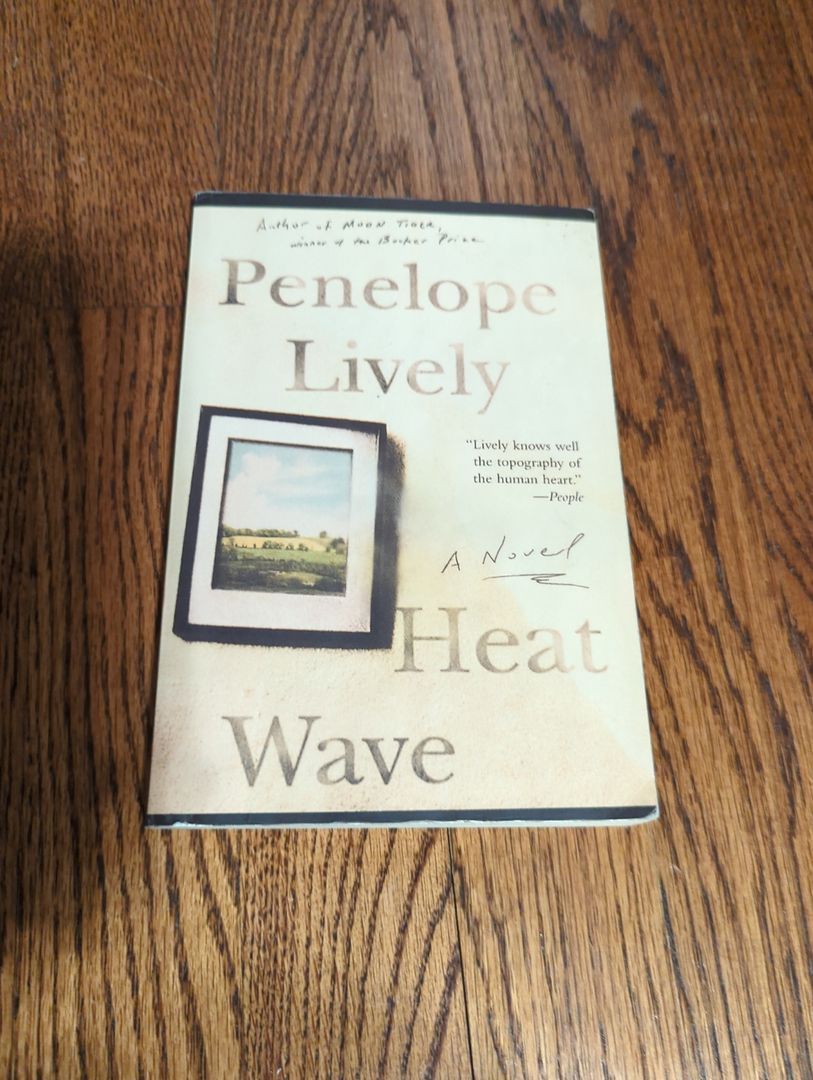 Author of MOON TIGER,
winner of the Booker Prize
Penelope
Lively
“Lively knows well
the topography of
the human heart.”
—People
A Novel
Heat
Wave